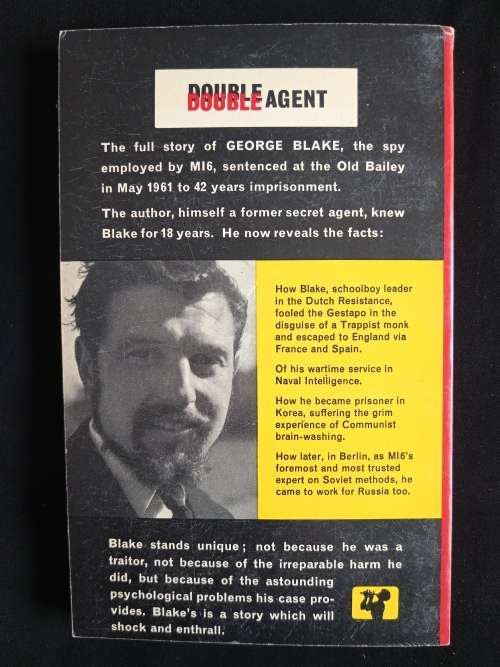 DOUBLE AGENT
The full story of GEORGE BLAKE, the spy
employed by MI6, sentenced at the Old Bailey
in May 1961 to 42 years imprisonment.
The author, himself a former secret agent, knew
Blake for 18 years. He now reveals the facts:
How Blake, schoolboy leader
in the Dutch Resistance,
fooled the Gestapo in the
disguise of a Trappist monk
and escaped to England via
France and Spain.
Of his wartime service in
Naval Intelligence.
How he became prisoner in
Korea, suffering the grim
experience of Communist
brain-washing.
How later, in Berlin, as MI6's
foremost and most trusted
expert on Soviet methods, he
came to work for Russia too.
Blake stands unique; not because he was a
traitor, not because of the irreparable harm he
did, but because of the astounding
psychological problems his case pro-
vides. Blake's is a story which will
shock and enthrall.